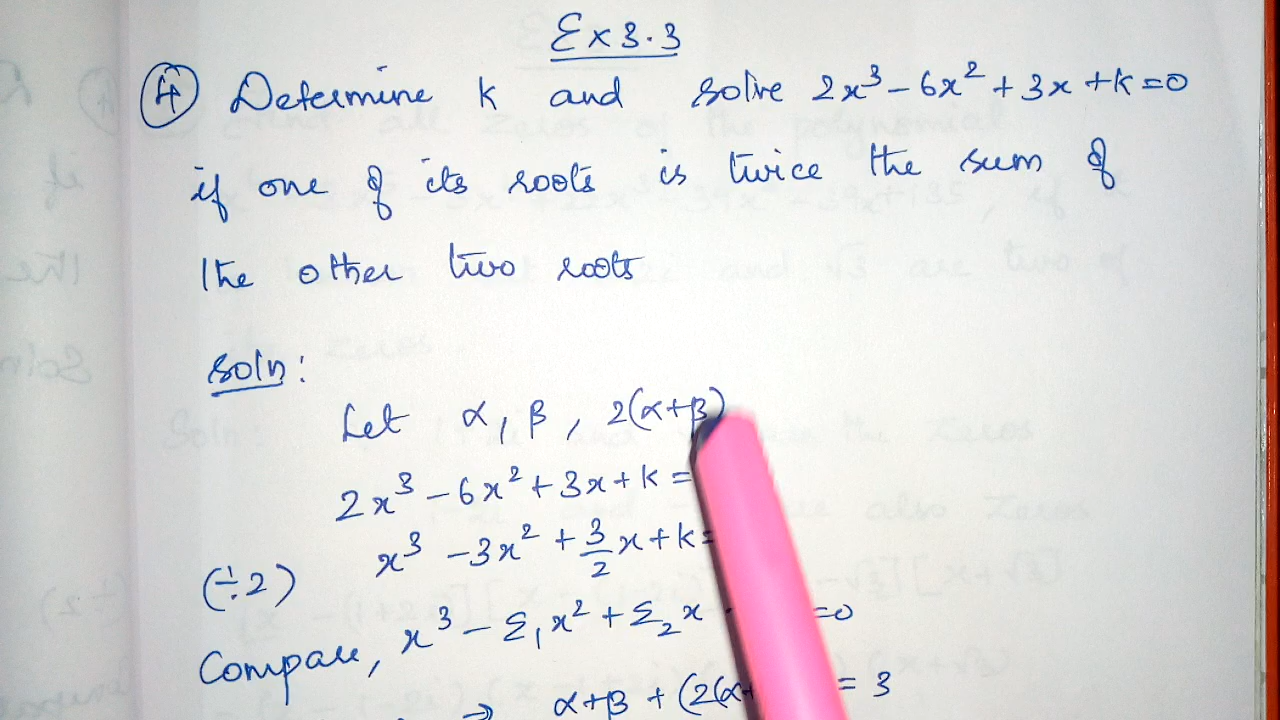 Ex 3.3
④ Determine k and solve 2x³ - 6x² + 3x + k = 0
if one of its roots is twice the sum of
the other two roots
Soln:
Let α, β, 2(α+β)
2x³ - 6x² + 3x + k =
(÷2) x³ - 3x² + 3/2 x + k =
Compare, x³ - Σ₁x² + Σ₂x =0
⇒ α+β + (2(α+ = 3